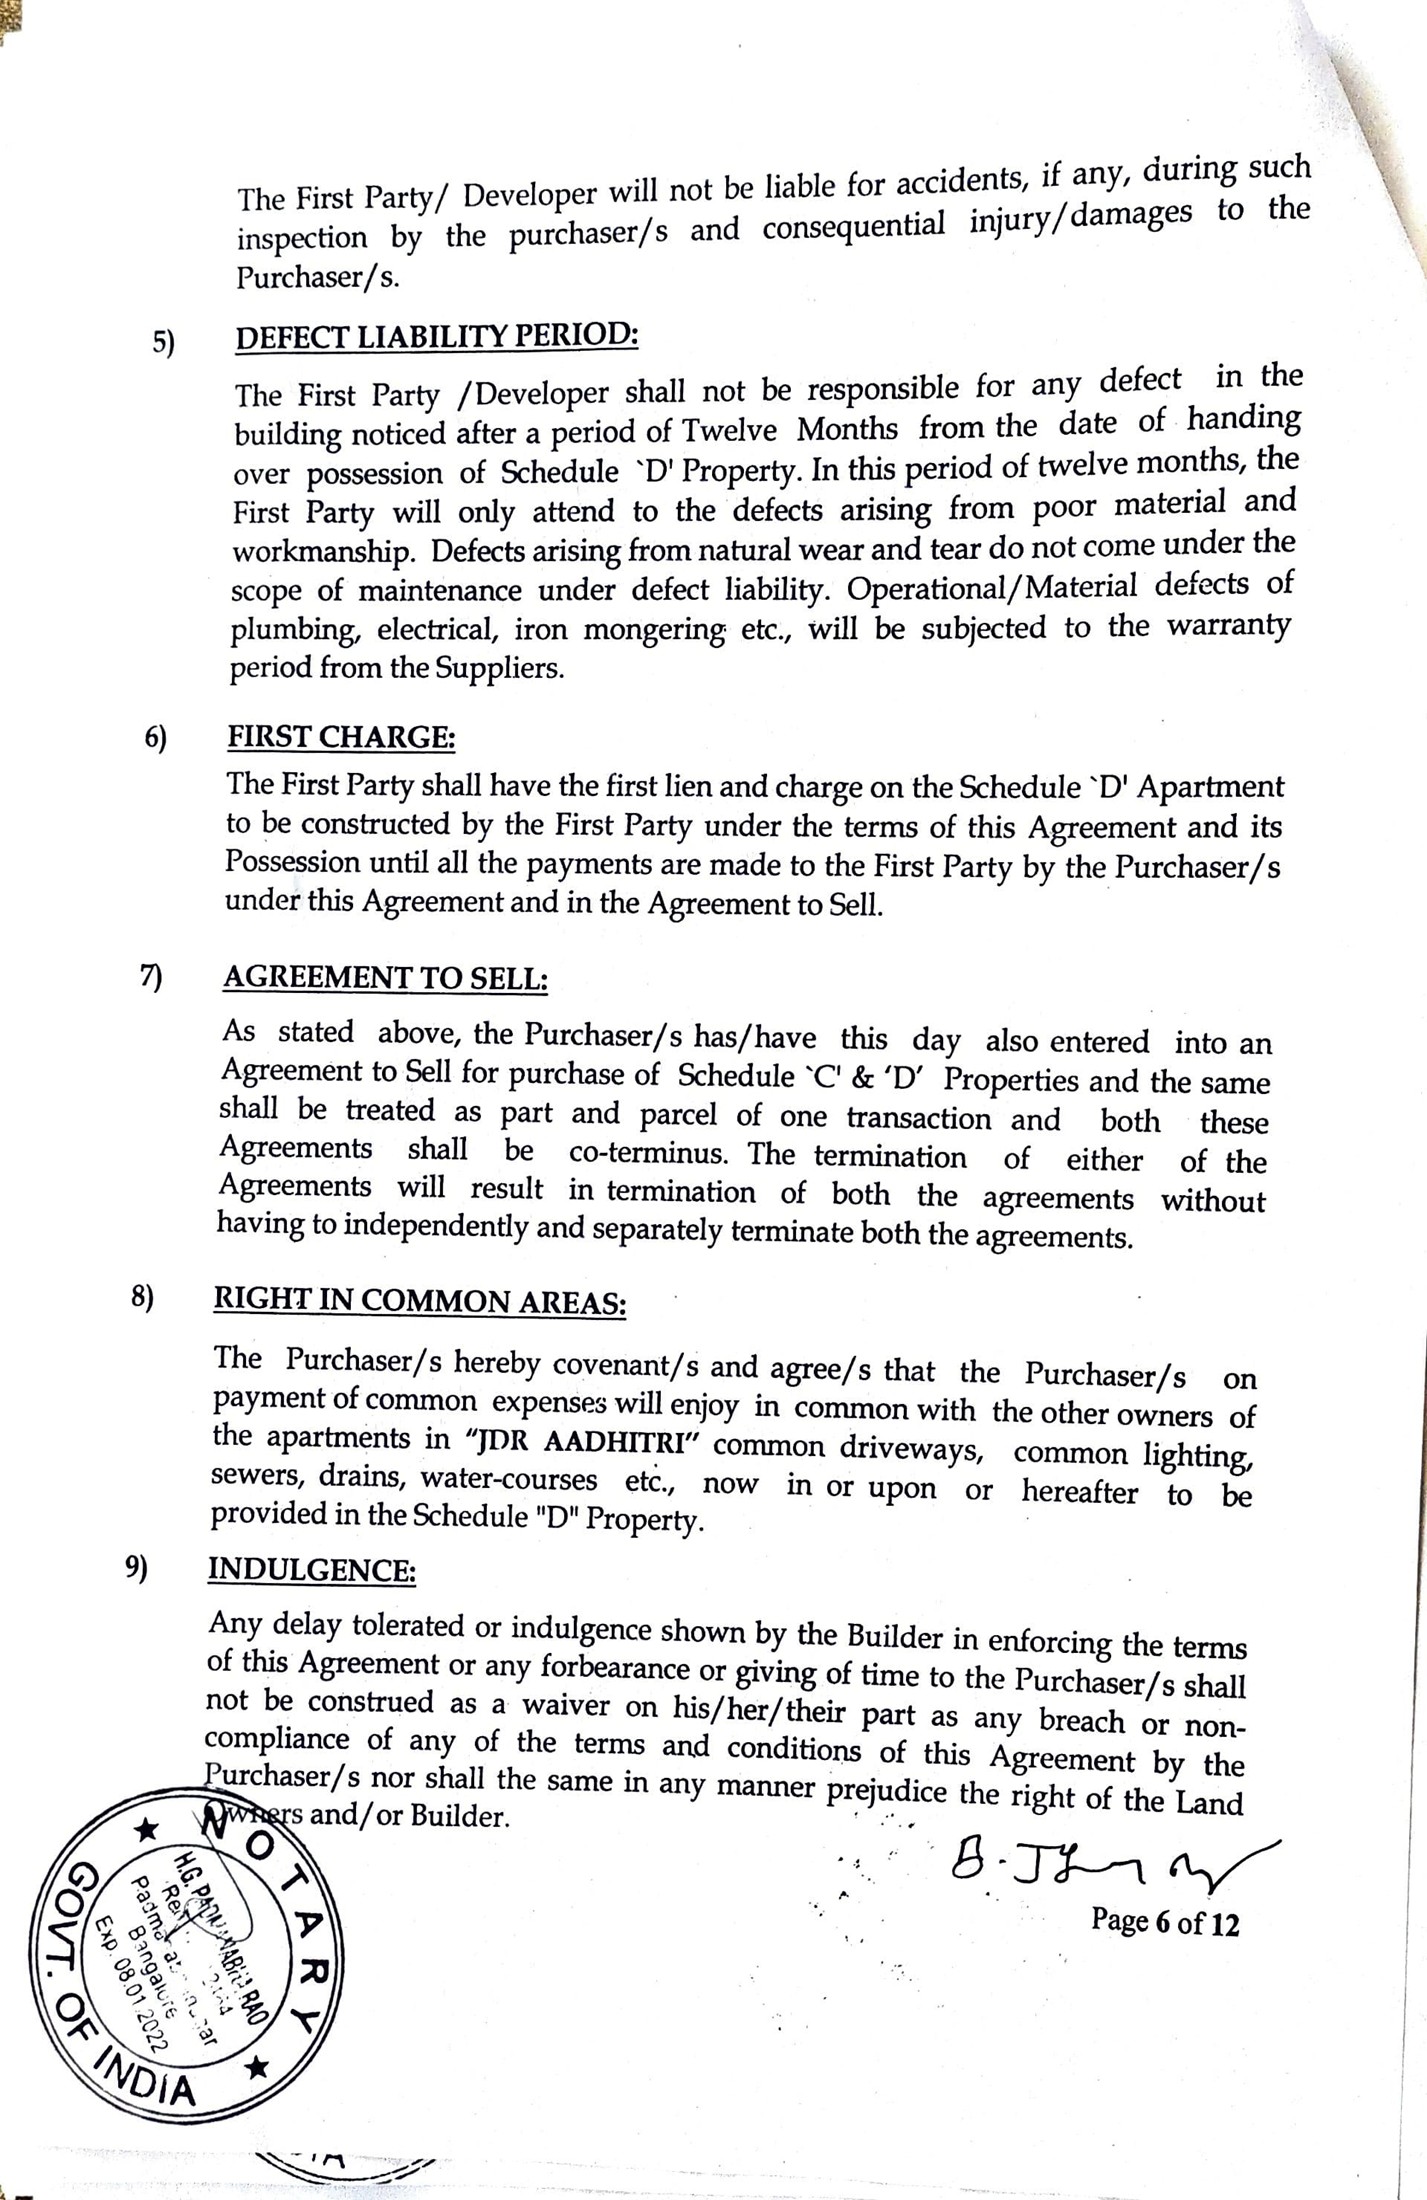 The First Party/ Developer will not be liable for accidents, if any, during such
inspection by the purchaser/s and consequential injury/damages to the
Purchaser/s.
5) DEFECT LIABILITY PERIOD:
The First Party /Developer shall not be responsible for any defect in the
building noticed after a period of Twelve Months from the date of handing
over possession of Schedule `D' Property. In this period of twelve months, the
First Party will only attend to the defects arising from poor material and
workmanship. Defects arising from natural wear and tear do not come under the
scope of maintenance under defect liability. Operational/Material defects of
plumbing, electrical, iron mongering etc., will be subjected to the warranty
period from the Suppliers.
6) FIRST CHARGE:
The First Party shall have the first lien and charge on the Schedule `D' Apartment
to be constructed by the First Party under the terms of this Agreement and its
Possession until all the payments are made to the First Party by the Purchaser/s
under this Agreement and in the Agreement to Sell.
7) AGREEMENT TO SELL:
As stated above, the Purchaser/s has/have this day also entered into an
Agreement to Sell for purchase of Schedule `C' & ‘D’ Properties and the same
shall be treated as part and parcel of one transaction and both these
Agreements shall be co-terminus. The termination of either of the
Agreements will result in termination of both the agreements without
having to independently and separately terminate both the agreements.
8) RIGHT IN COMMON AREAS:
The Purchaser/s hereby covenant/s and agree/s that the Purchaser/s on
payment of common expenses will enjoy in common with the other owners of
the apartments in “JDR AADHITRI” common driveways, common lighting,
sewers, drains, water-courses etc., now in or upon or hereafter to be
provided in the Schedule "D" Property.
9) INDULGENCE:
Any delay tolerated or indulgence shown by the Builder in enforcing the terms
of this Agreement or any forbearance or giving of time to the Purchaser/s shall
not be construed as a waiver on his/her/their part as any breach or non-
compliance of any of the terms and conditions of this Agreement by the
Purchaser/s nor shall the same in any manner prejudice the right of the Land
Owners and/or Builder.
Page 6 of 12
NOTARY
GOVT. OF INDIA
H.G. PADMANABHA RAO
Bangalore
Exp. 08.01.2022